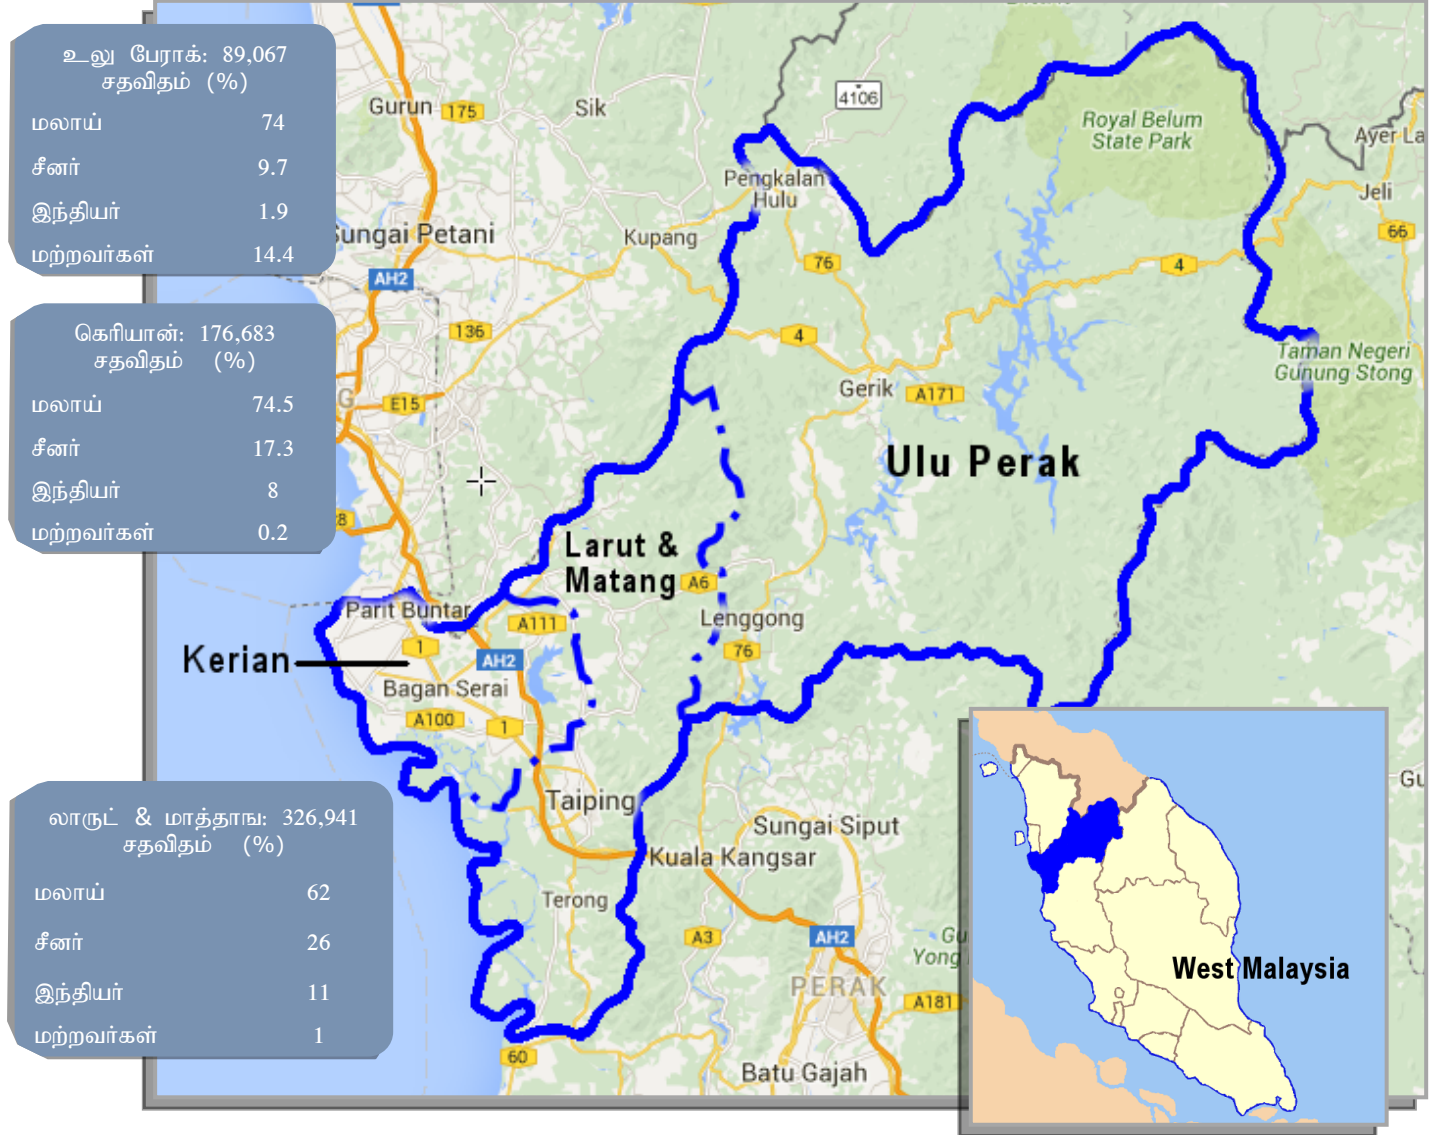 உலு பேராக்: 89,067
சதவிதம் (%)
மலாய் 74
சீனர் 9.7
இந்தியர் 1.9
மற்றவர்கள் 14.4
கெரியான்: 176,683
சதவிதம் (%)
மலாய் 74.5
சீனர் 17.3
இந்தியர் 8
மற்றவர்கள் 0.2
லாருட் & மாத்தாங: 326,941
சதவிதம் (%)
மலாய் 62
சீனர் 26
இந்தியர் 11
மற்றவர்கள் 1
Gurun
175
Sik
4106
Royal Belum
State Park
Ayer La
Jeli
66
Pengkalan
Hulu
Sungai Petani
Kupang
76
4
AH2
136
4
Taman Negeri
Gunung Stong
Gerik
A171
E15
G
Ulu Perak
8
Larut &
Matang
A6
Parit Buntar
A111
Lenggong
1
76
Kerian
AH2
Bagan Serai
A100
1
Taiping
Sungai Siput
Kuala Kangsar
Terong
A3
AH2
Gu
Yong
PERAK
A181
60
Batu Gajah
Gu
West Malaysia